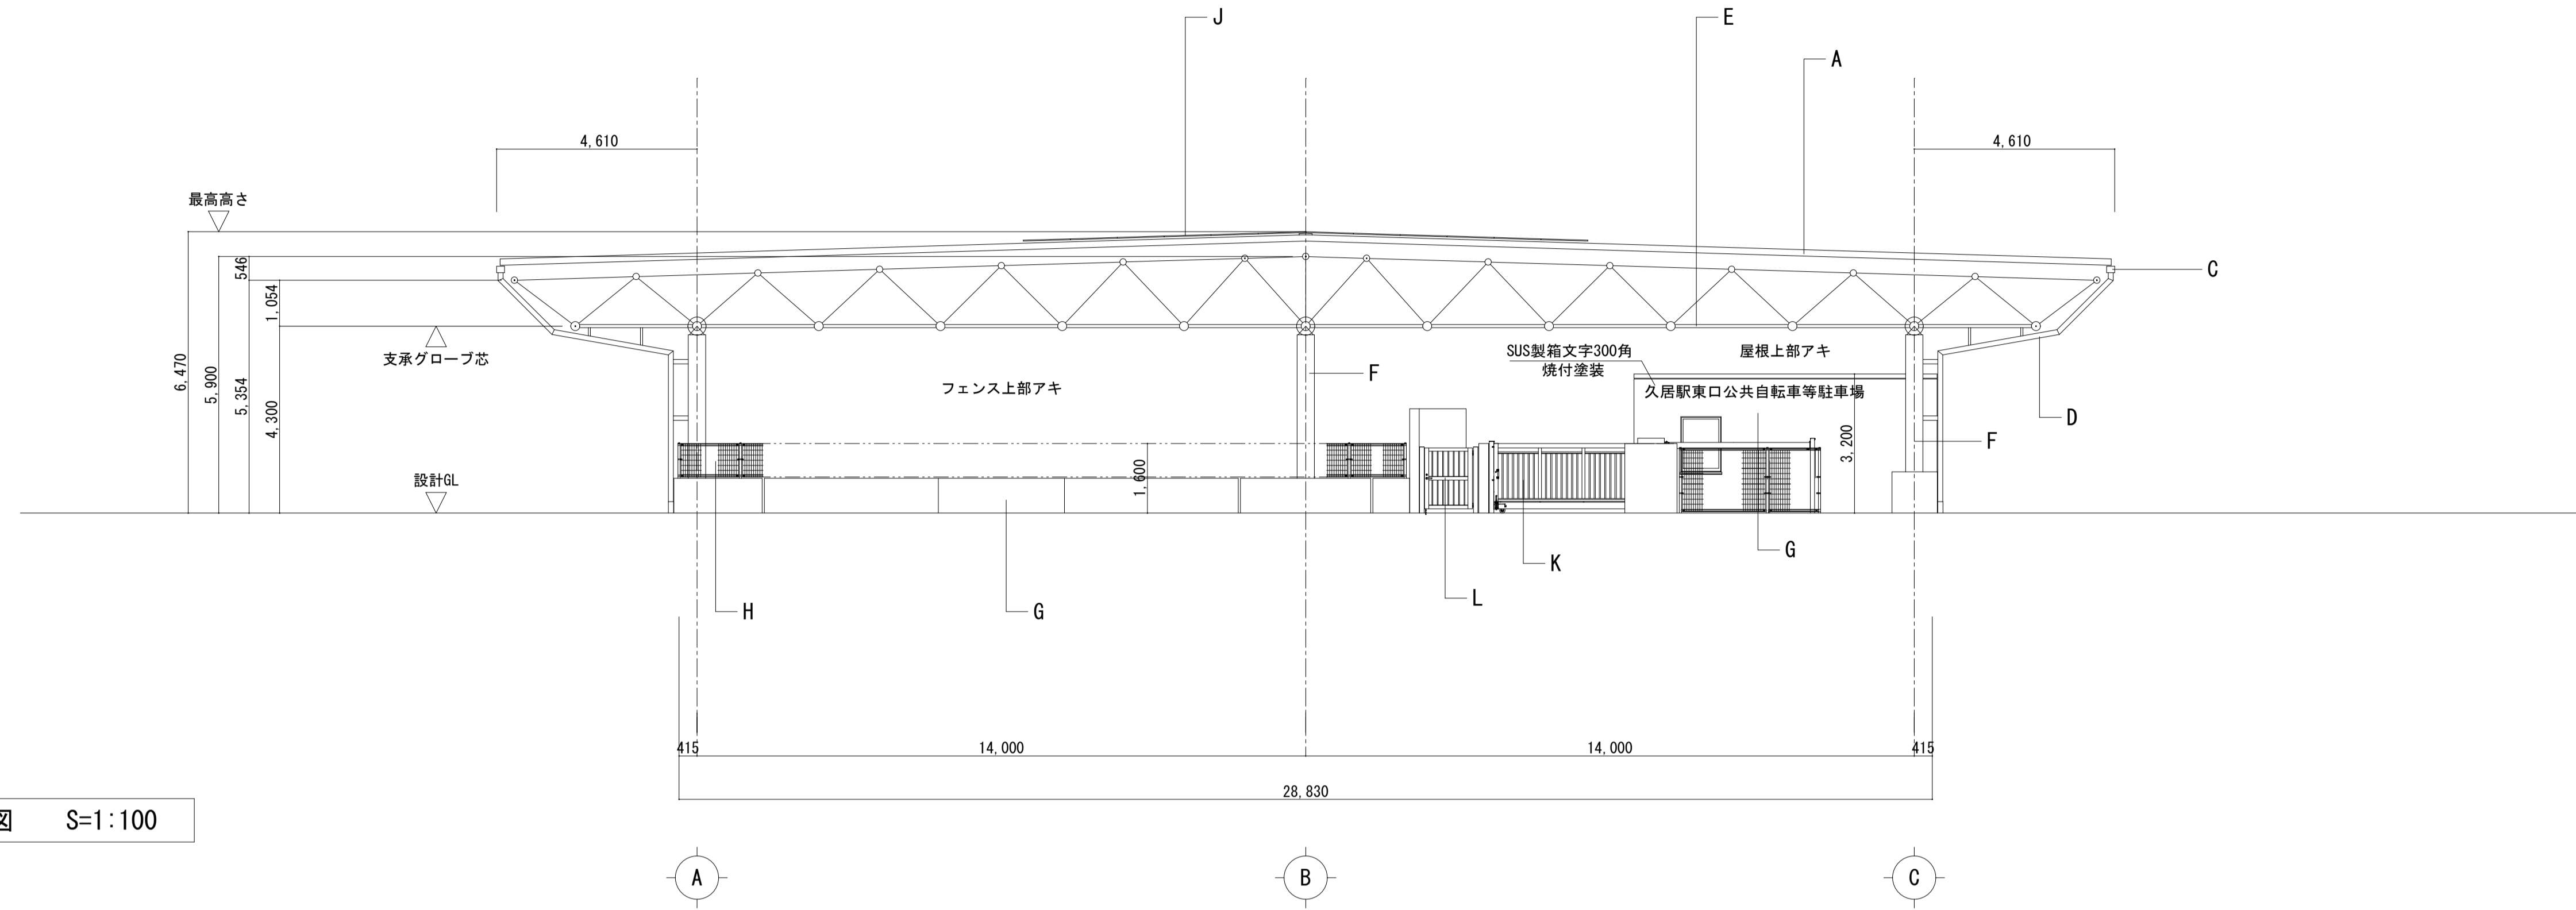 J
E
A
4,610
4,610
最高高さ
C
546
1,054
6,470
5,900
5,354
4,300
支承グローブ芯
フェンス上部アキ
F
SUS製箱文字300角
焼付塗装
屋根上部アキ
久居駅東口公共自転車等駐車場
D
F
設計GL
1,600
3,200
G
K
L
H
G
415
14,000
14,000
415
28,830
図 S=1:100
A
B
C